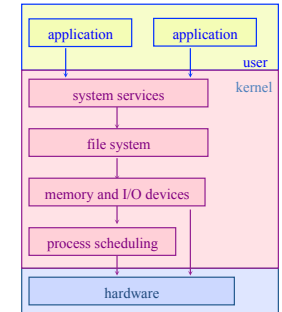 application application
user
kernel
system services
file system
memory and I/O devices
process scheduling
hardware